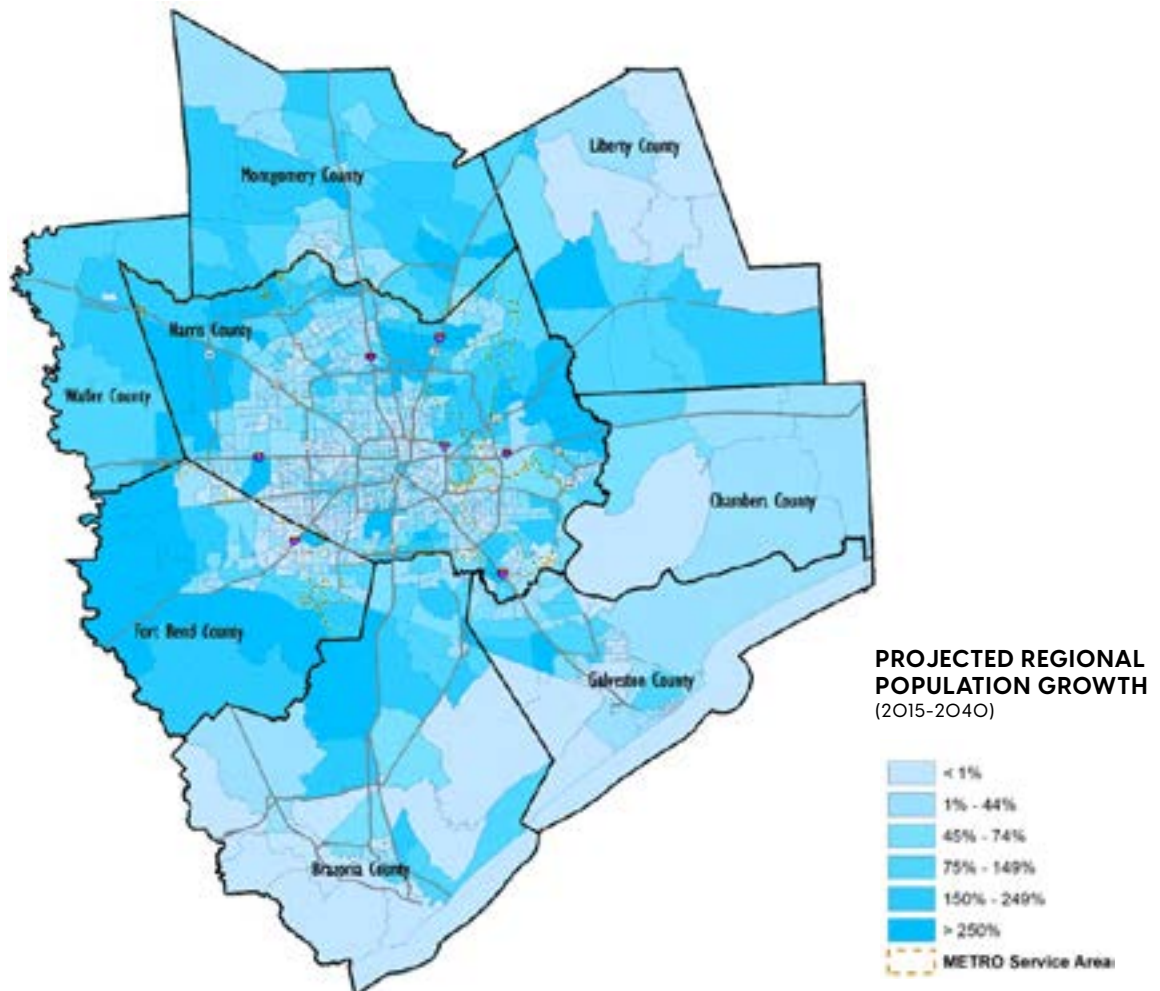 Liberty County
Montgomery County
Harris County
Waller County
Chambers County
Fort Bend County
Galveston County
Brazoria County
PROJECTED REGIONAL
POPULATION GROWTH
(2015-2040)
< 1%
1% - 44%
45% - 74%
75% - 149%
150% - 249%
> 250%
METRO Service Area